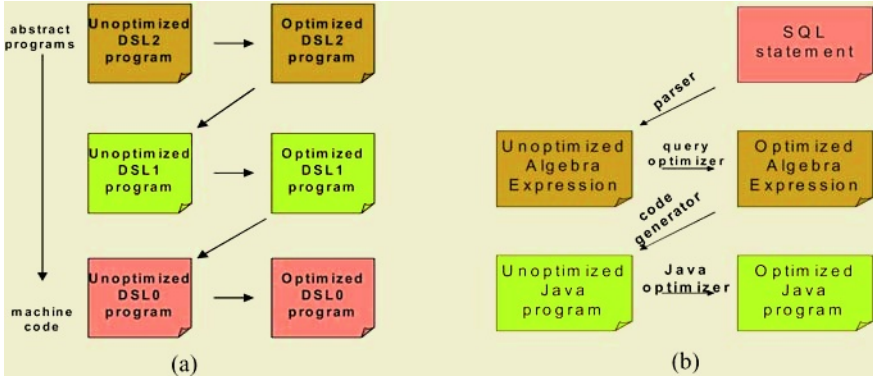 abstract
programs
Unoptimized
DSL2
program
Optimized
DSL2
program
Unoptimized
DSL1
program
Optimized
DSL1
program
machine
code
Unoptimized
DSL0
program
Optimized
DSL0
program
(a)
SQL
statement
parser
Unoptimized
Algebra
Expression
query
optimizer
Optimized
Algebra
Expression
code
generator
Unoptimized
Java
program
Java
optimizer
Optimized
Java
program
(b)